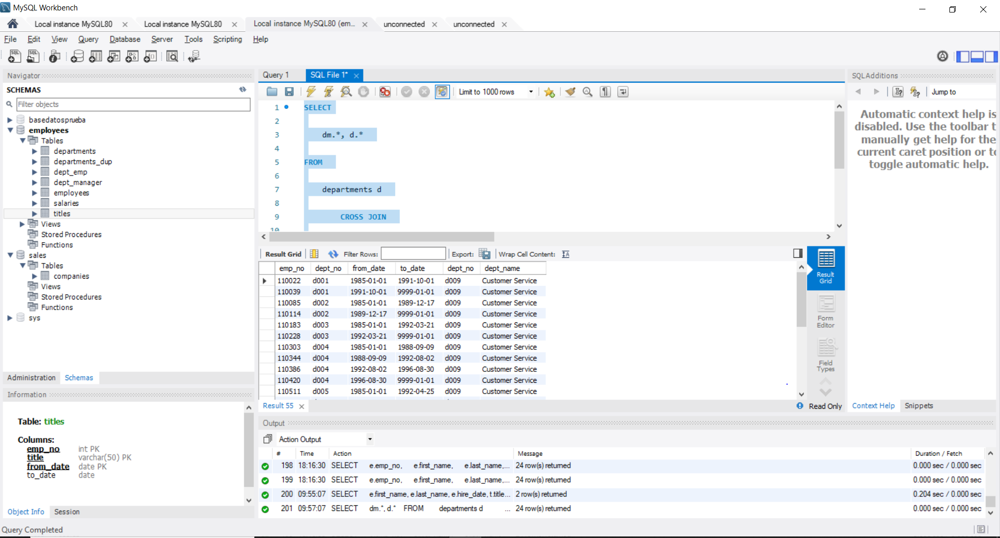 MySQL Workbench
Local instance MySQL80 Local instance MySQL80 Local instance MySQL80 (em... unconnected unconnected
File Edit View Query Database Server Tools Scripting Help
Navigator
SCHEMAS
Filter objects
basedatosprueba
employees
Tables
departments
departments_dup
dept_emp
dept_manager
employees
salaries
titles
Views
Stored Procedures
Functions
sales
Tables
companies
Views
Stored Procedures
Functions
sys
Administration Schemas
Information
Table: titles
Columns:
emp_no int PK
title varchar(50) PK
from_date date PK
to_date date
Object Info Session
Query Completed
Query 1 SQL File 1*
Limit to 1000 rows
1 SELECT
2
3 dm.*, d.*
4
5 FROM
6
7 departments d
8
9 CROSS JOIN
10
Result Grid Filter Rows: Export: Wrap Cell Content:
emp_no dept_no from_date to_date dept_no dept_name
110022 d001 1985-01-01 1991-10-01 d009 Customer Service
110039 d001 1991-10-01 9999-01-01 d009 Customer Service
110085 d002 1985-01-01 1989-12-17 d009 Customer Service
110114 d002 1989-12-17 9999-01-01 d009 Customer Service
110183 d003 1985-01-01 1992-03-21 d009 Customer Service
110228 d003 1992-03-21 9999-01-01 d009 Customer Service
110303 d004 1985-01-01 1988-09-09 d009 Customer Service
110344 d004 1988-09-09 1992-08-02 d009 Customer Service
110386 d004 1992-08-02 1996-08-30 d009 Customer Service
110420 d004 1996-08-30 9999-01-01 d009 Customer Service
110511 d005 1985-01-01 1992-04-25 d009 Customer Service
Result
Grid
Form
Editor
Field
Types
Result 55 Read Only
Output
Action Output
# Time Action Message Duration / Fetch
198 18:16:30 SELECT e.emp_no, e.first_name, e.last_name,... 24 row(s) returned 0.000 sec / 0.000 sec
199 18:16:30 SELECT e.emp_no, e.first_name, e.last_name,... 24 row(s) returned 0.000 sec / 0.000 sec
200 09:55:07 SELECT e.first_name, e.last_name, e.hire_date, t.title... 2 row(s) returned 0.204 sec / 0.000 sec
201 09:57:07 SELECT dm.*, d.* FROM departments d ... 24 row(s) returned 0.000 sec / 0.000 sec
SQLAdditions
Jump to
Automatic context help is
disabled. Use the toolbar t
manually get help for the
current caret position or to
toggle automatic help.
Context Help Snippets